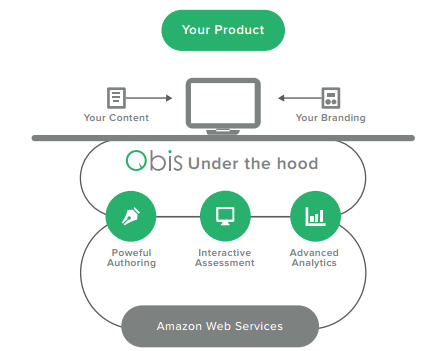 Your Product
Your Content
Your Branding
Obis Under the hood
Poweful
Authoring
Interactive
Assessment
Advanced
Analytics
Amazon Web Services